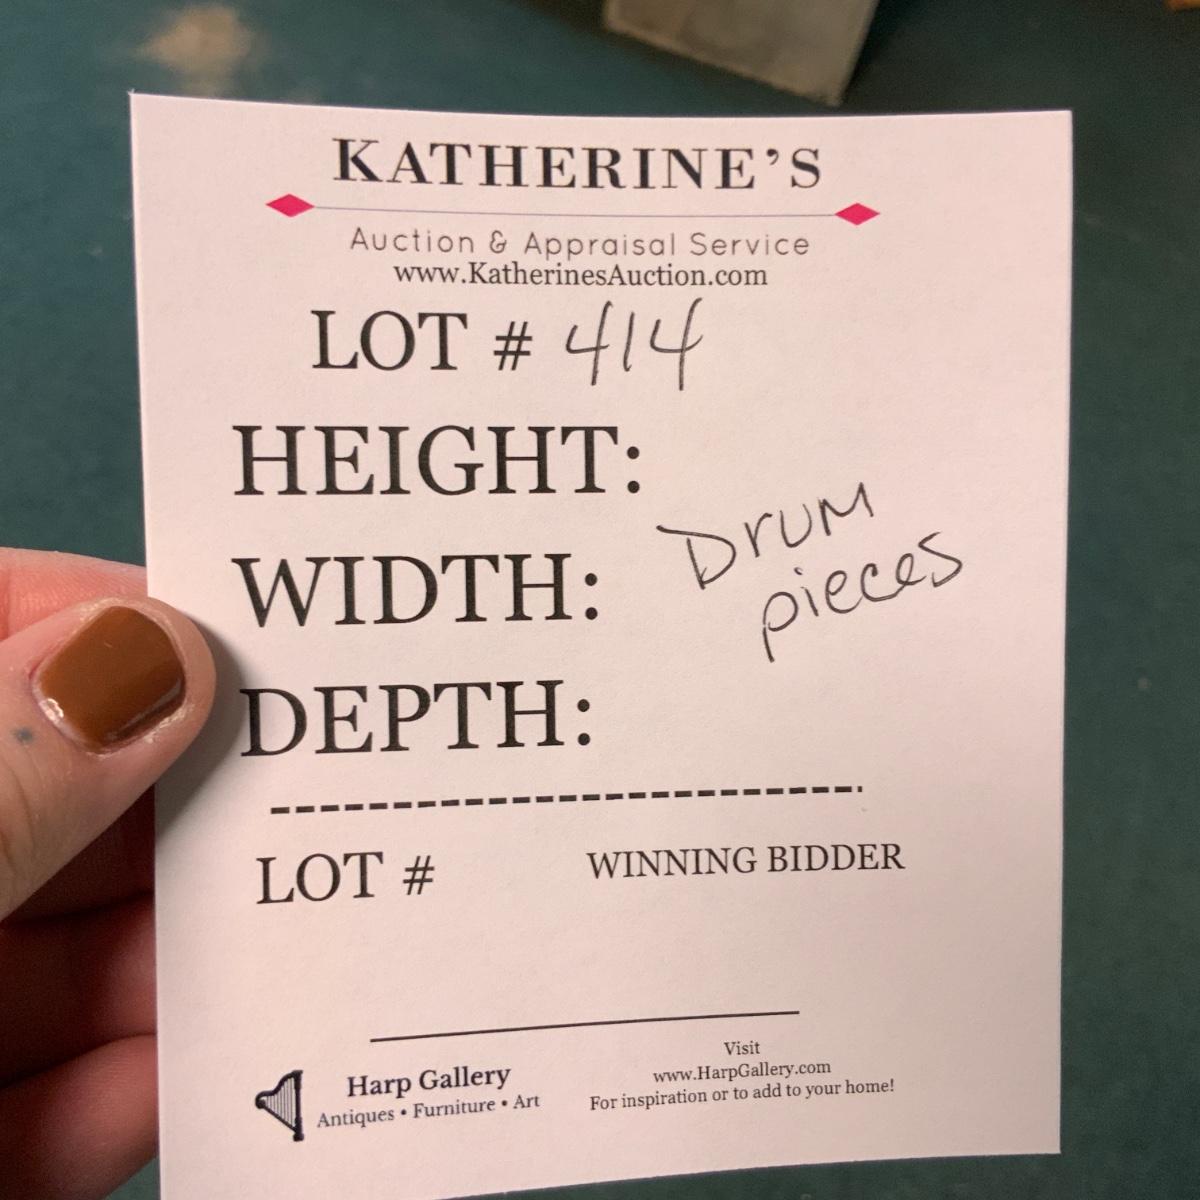 KATHERINE'S
Auction & Appraisal Service
www.KatherinesAuction.com
LOT # 414
HEIGHT:
WIDTH:
DEPTH:
Drum
pieces
LOT #
WINNING BIDDER
Harp Gallery
Antiques • Furniture • Art
Visit
www.HarpGallery.com
For inspiration or to add to your home!